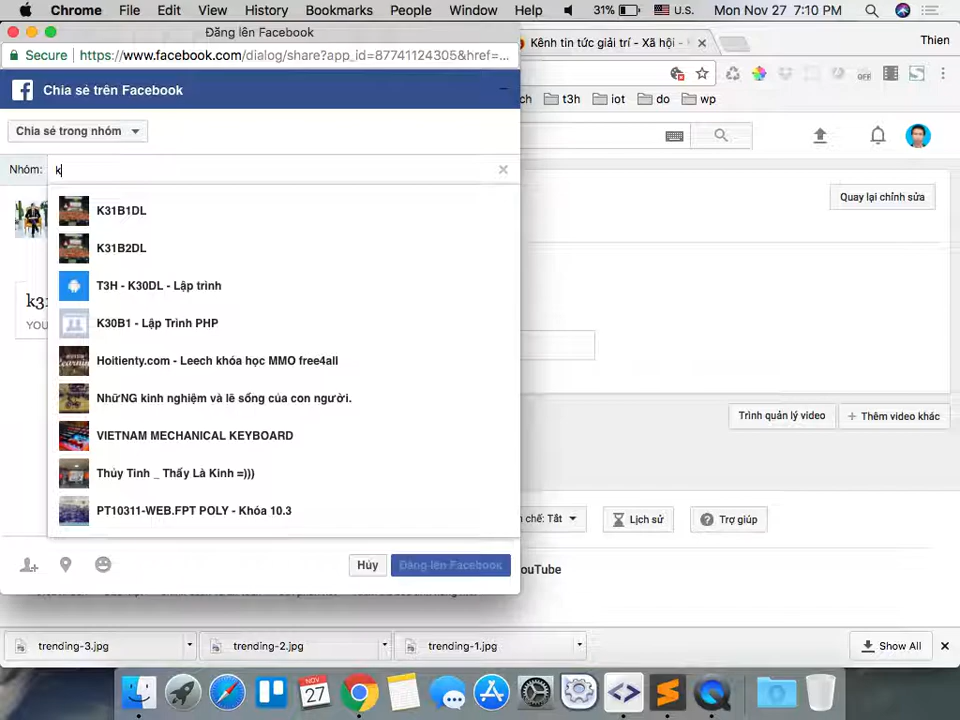 Chrome File Edit View History Bookmarks People Window Help 31% U.S. Mon Nov 27 7:10 PM
Đăng lên Facebook
Kênh tin tức giải trí - Xã hội -
Thien
Secure https://www.facebook.com/dialog/share?app_id=87741124305&href=...
OFF
Chia sẻ trên Facebook
ch t3h iot do wp
Chia sẻ trong nhóm
Nhóm: k
Quay lại chỉnh sửa
K31B1DL
K31B2DL
T3H - K30DL - Lập trình
k31
K30B1 - Lập Trình PHP
YOU
Hoitienty.com - Leech khóa học MMO free4all
NhữNG kinh nghiệm và lẽ sống của con người.
Trình quản lý video
Thêm video khác
VIETNAM MECHANICAL KEYBOARD
Thủy Tinh _ Thấy Là Kinh =)))
PT10311-WEB.FPT POLY - Khóa 10.3
n chế: Tắt Lịch sử Trợ giúp
Hủy Đăng lên Facebook
ouTube
trending-3.jpg trending-2.jpg trending-1.jpg Show All
NOV
27